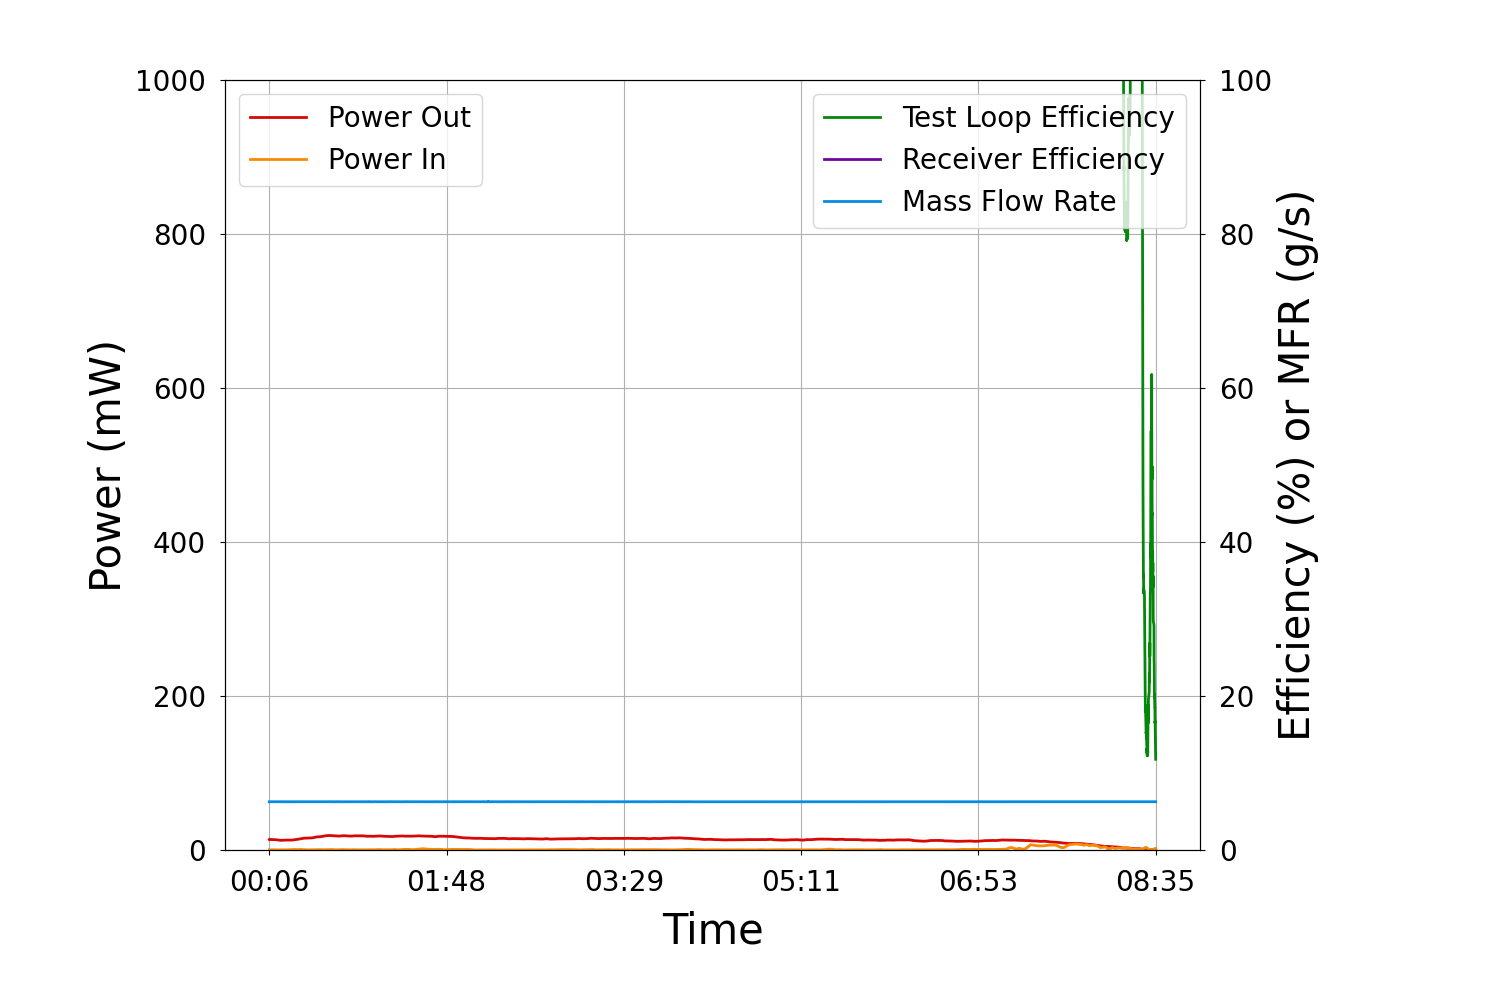 1000
800
600
400
200
0
Power (mW)
Power Out
Power In
Test Loop Efficiency
Receiver Efficiency
Mass Flow Rate
100
80
60
40
20
0
Efficiency (%) or MFR (g/s)
00:06 01:48 03:29 05:11 06:53 08:35
Time